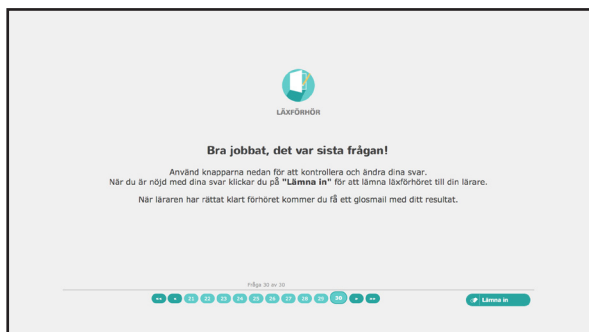 LÄXFÖRHÖR
Bra jobbat, det var sista frågan!
Använd knapparna nedan för att kontrollera och ändra dina svar.
När du är nöjd med dina svar klickar du på "Lämna in" för att lämna läxförhöret till din lärare.
När läraren har rättat klart förhöret kommer du få ett glosmail med ditt resultat.
Fråga 30 av 30
21 22 23 24 25 26 27 28 29 30
Lämna in